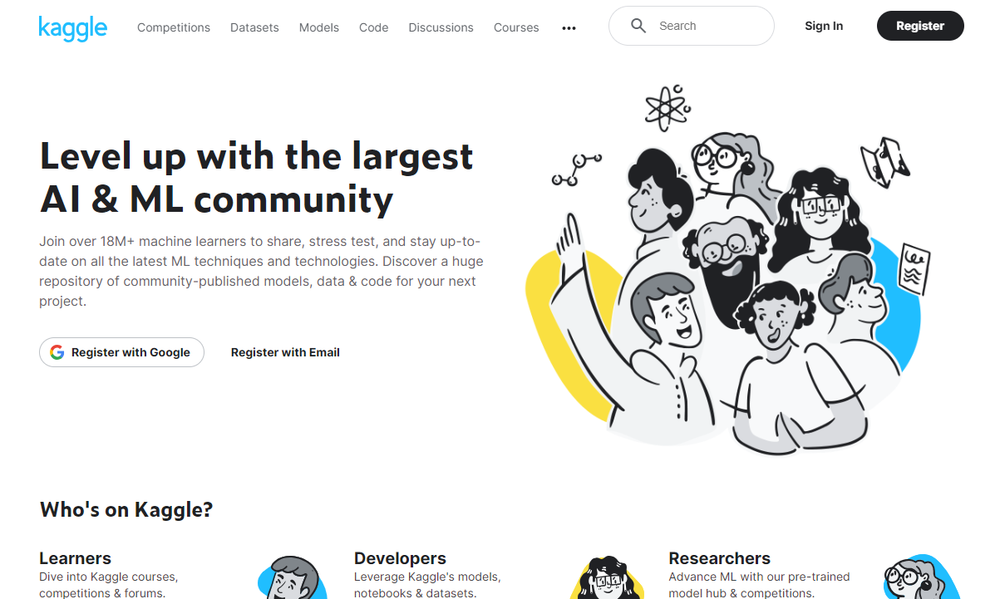 kaggle
Competitions
Datasets
Models
Code
Discussions
Courses
•••
Search
Sign In
Register
Level up with the largest
AI & ML community
Join over 18M+ machine learners to share, stress test, and stay up-to-
date on all the latest ML techniques and technologies. Discover a huge
repository of community-published models, data & code for your next
project.
Register with Google
Register with Email
Who's on Kaggle?
Learners
Dive into Kaggle courses,
competitions & forums.
Developers
Leverage Kaggle's models,
notebooks & datasets.
Researchers
Advance ML with our pre-trained
model hub & competitions.